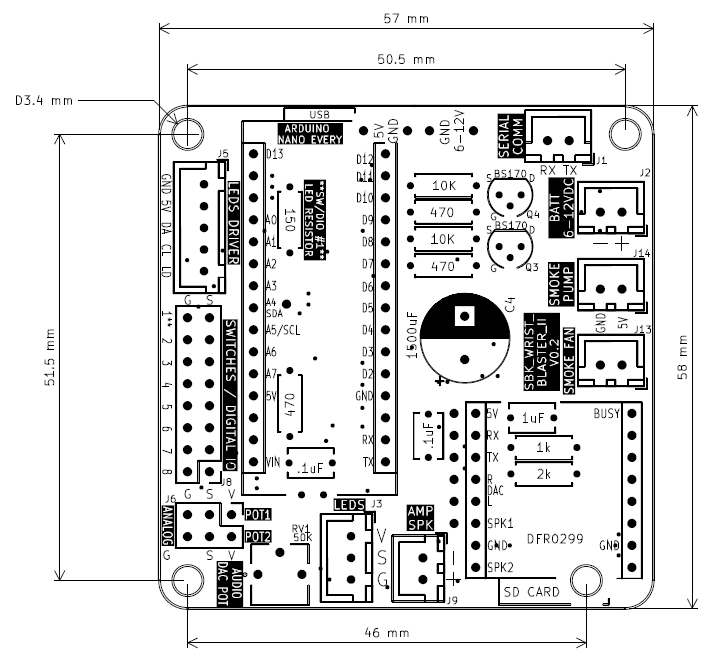 57 mm
50.5 mm
D3.4 mm
USB
ARDUINO
NANO EVERY
5V
GND
GND
6-12V
SERIAL
COMM
RX TX
J1
J5
GND 5V DA CL LD
LEDS DRIVER
D13
A0
A1
A2
A3
A4
SDA
A5/SCL
A6
A7
5V
VIN
150
**SW/DIO #1**
LED RESISTOR
D12
D11
D10
D9
D8
D7
D6
D5
D4
D3
D2
GND
RX
TX
10K
470
10K
470
BS170
S D
G Q4
BS170
S D
G Q3
BATT
6-12VDC
J2
- +
J14
SMOKE
PUMP
GND
5V
J13
SMOKE FAN
SBK_WRIST
BLASTER_II
V0.2
C4
1500uF
+
G S
1**
2
3
4
5
6
7
8
SWITCHES / DIGITAL IO
J8
470
.1uF
.1uF
51.5 mm
58 mm
J6
G S V
ANALOG
POT1
POT2
G S V
AUDIO
DAC POT
RV1
50K
LEDS
J3
V
S
G
AMP
SPK
- +
J9
5V
RX
TX
R
DAC
L
SPK1
GND
SPK2
1uF
1k
2k
BUSY
DFR0299
GND
SD CARD
46 mm